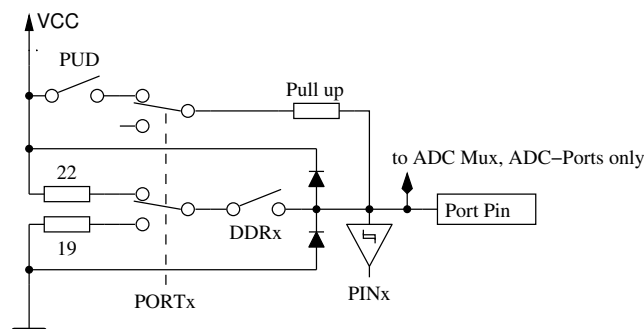 VCC
PUD
Pull up
to ADC Mux, ADC−Ports only
22
Port Pin
DDRx
19
PINx
PORTx